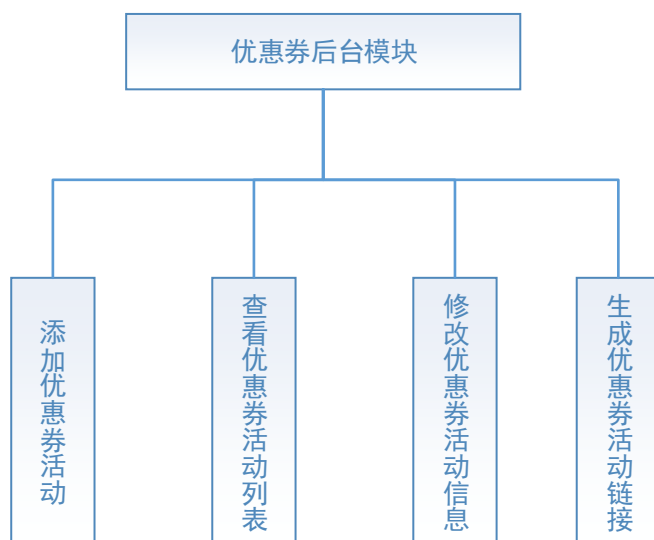 优惠券后台模块
添加优惠券活动
查看优惠券活动列表
修改优惠券活动信息
生成优惠券活动链接